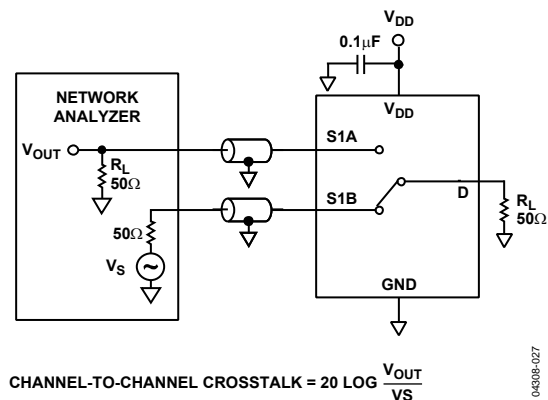 V_DD
0.1μF
V_DD
NETWORK
ANALYZER
V_OUT
R_L
50Ω
S1A
S1B
D
R_L
50Ω
50Ω
V_S
~
GND
CHANNEL-TO-CHANNEL CROSSTALK = 20 LOG V_OUT / VS
04308-027